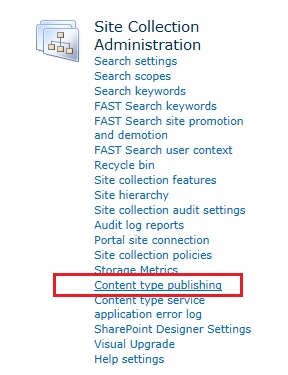 Site Collection
Administration
Search settings
Search scopes
Search keywords
FAST Search keywords
FAST Search site promotion
and demotion
FAST Search user context
Recycle bin
Site collection features
Site hierarchy
Site collection audit settings
Audit log reports
Portal site connection
Site collection policies
Storage Metrics
Content type publishing
Content type service
application error log
SharePoint Designer Settings
Visual Upgrade
Help settings